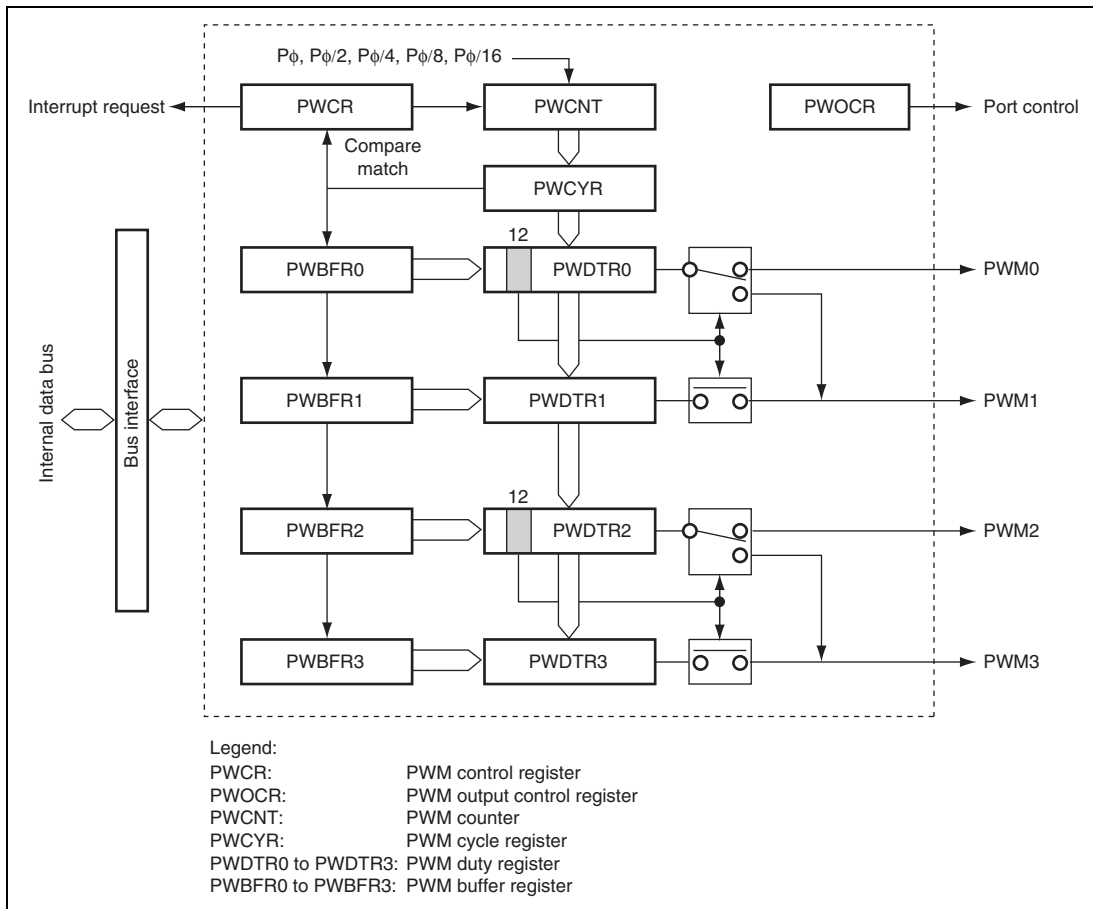 Pϕ, Pϕ/2, Pϕ/4, Pϕ/8, Pϕ/16
Interrupt request
PWCR
PWCNT
PWOCR
Port control
Compare
match
PWCYR
12
PWBFR0
PWDTR0
PWM0
Internal data bus
Bus interface
PWBFR1
PWDTR1
PWM1
12
PWBFR2
PWDTR2
PWM2
PWBFR3
PWDTR3
PWM3
Legend:
PWCR: PWM control register
PWOCR: PWM output control register
PWCNT: PWM counter
PWCYR: PWM cycle register
PWDTR0 to PWDTR3: PWM duty register
PWBFR0 to PWBFR3: PWM buffer register